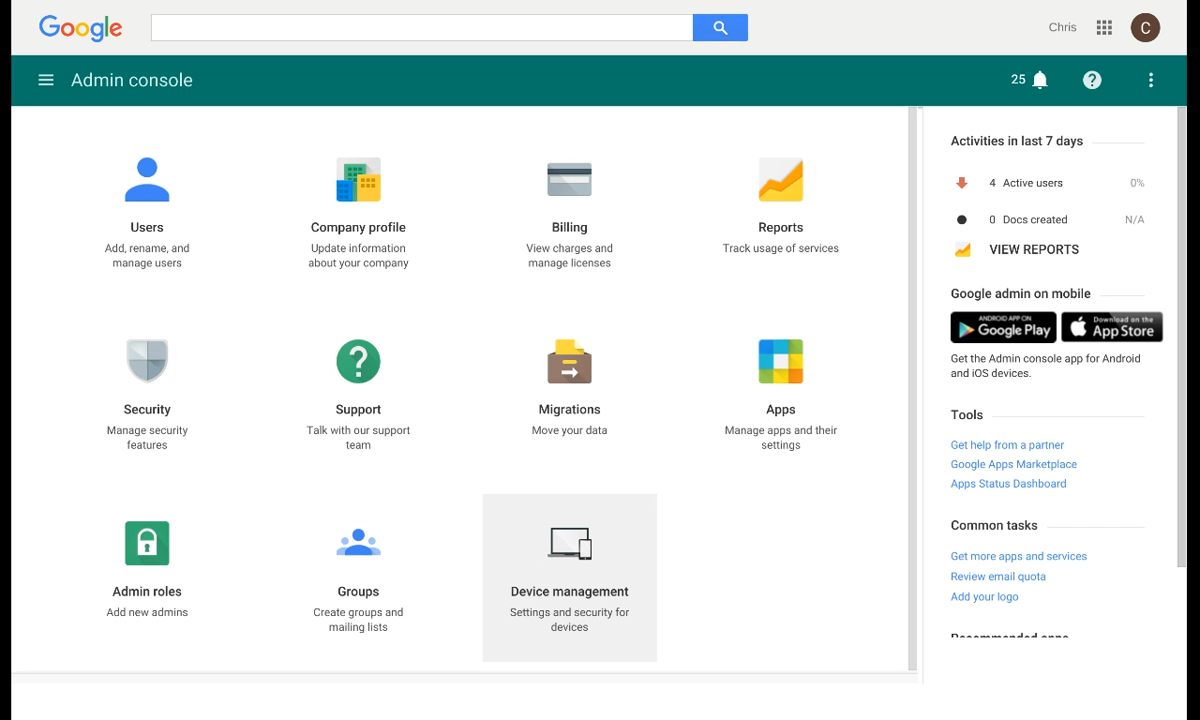 Google
Chris
C
Admin console
25
Users
Add, rename, and
manage users
Company profile
Update information
about your company
Billing
View charges and
manage licenses
Reports
Track usage of services
Security
Manage security
features
?
Support
Talk with our support
team
Migrations
Move your data
Apps
Manage apps and their
settings
Admin roles
Add new admins
Groups
Create groups and
mailing lists
Device management
Settings and security for
devices
Activities in last 7 days
4 Active users 0%
0 Docs created N/A
VIEW REPORTS
Google admin on mobile
ANDROID APP ON
Google Play
Download on the
App Store
Get the Admin console app for Android
and iOS devices.
Tools
Get help from a partner
Google Apps Marketplace
Apps Status Dashboard
Common tasks
Get more apps and services
Review email quota
Add your logo
Recommended apps